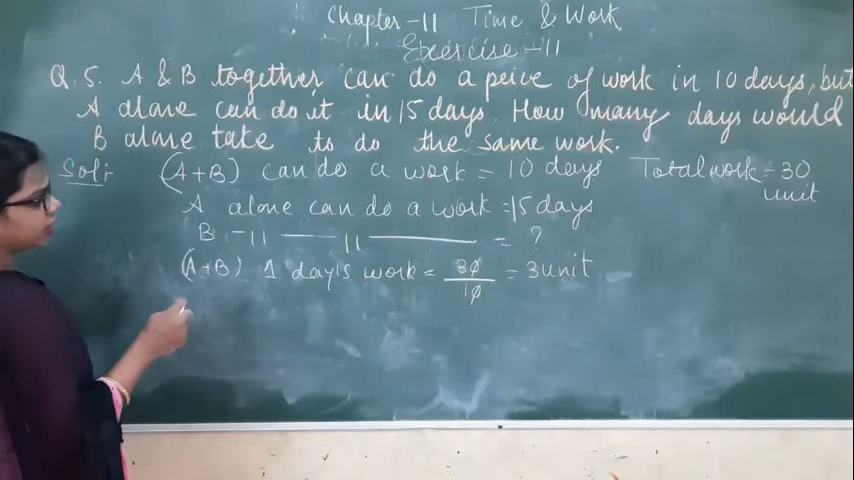 Chapter-11 Time & Work
Exercise-11
Q.5. A & B together can do a peice of work in 10 days, but
A alone can do it in 15 days. How many days would
B alone take to do the same work.
Sol:- (A+B) can do a work = 10 days Total work = 30 unit
A alone can do a work = 15 days
B -11 —— 11 ——— = ?
(A+B) 1 day's work = 30/10 = 3 unit